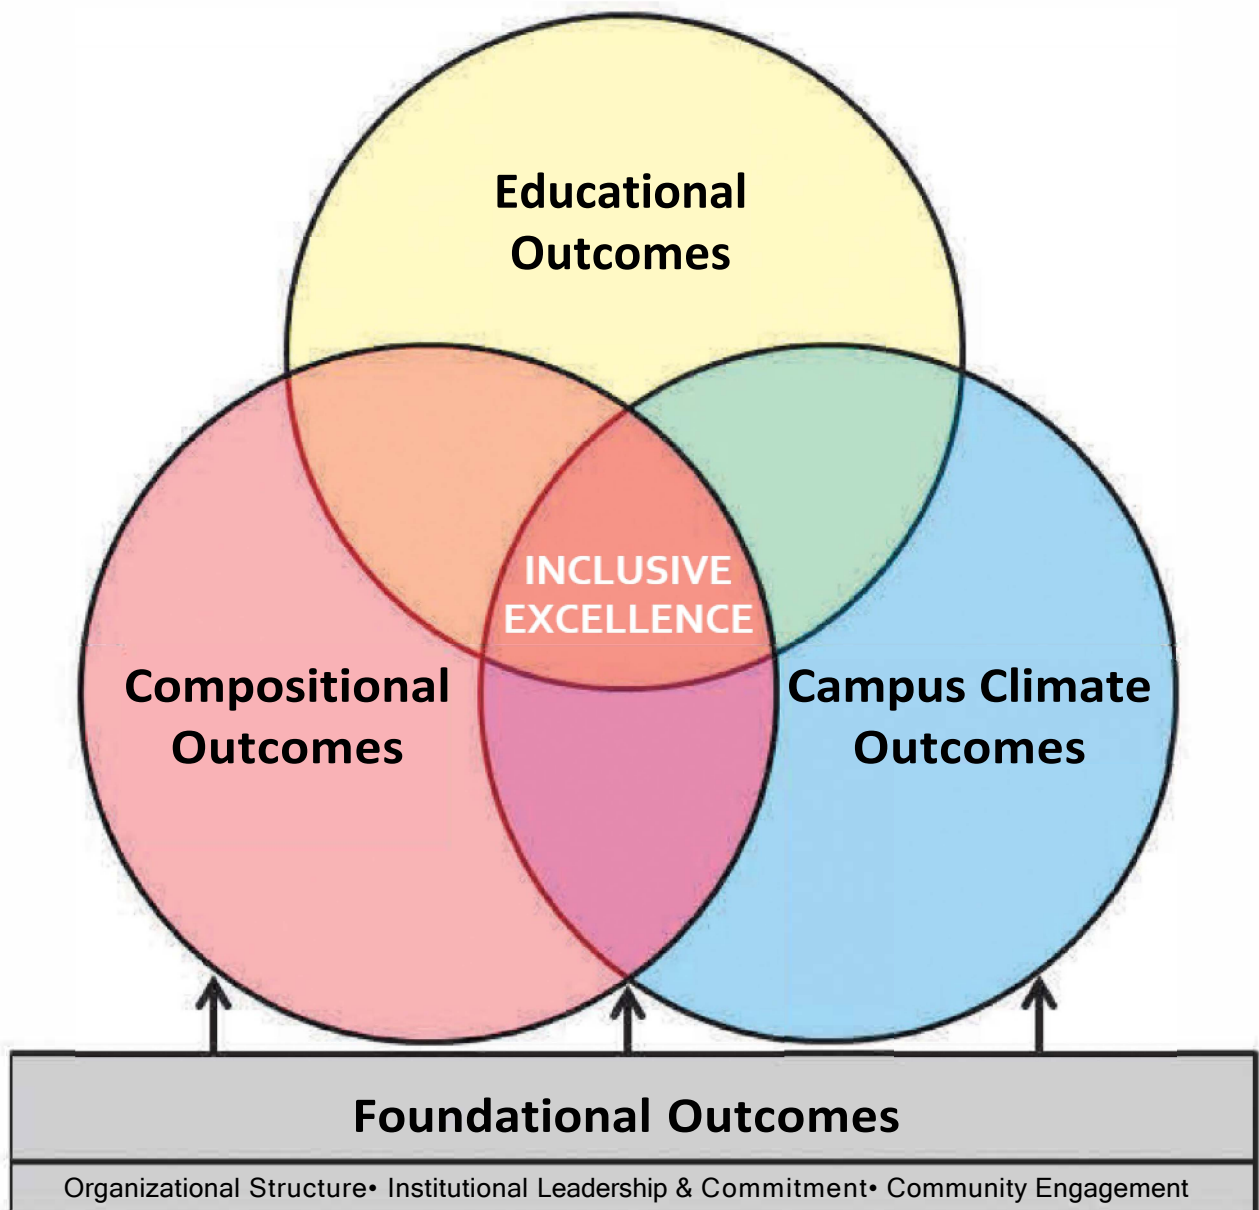 Educational
Outcomes
INCLUSIVE
EXCELLENCE
Compositional
Outcomes
Campus Climate
Outcomes
Foundational Outcomes
Organizational Structure• Institutional Leadership & Commitment• Community Engagement